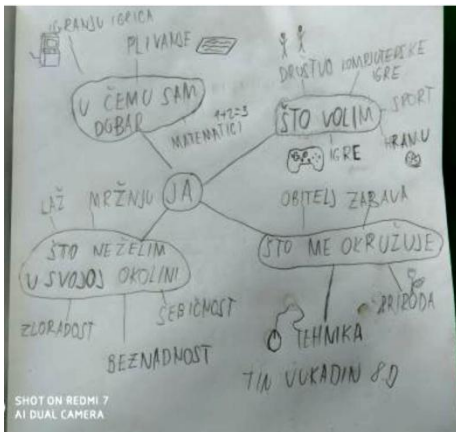 IGRANJU IGRICA
PLIVANJE
U ČEMU SAM
DOBAR
1+2=3
MATEMATICI
DRUŠTVO KOMPJUTERSKE
IGRE
ŠTO VOLIM
SPORT
HRANU
IGRE
JA
LAŽ
MRŽNJU
ŠTO NE ŽELIM
U SVOJOJ OKOLINI
ZLORADOST
BEZNADNOST
SEBIČNOST
OBITELJ ZABAVA
ŠTO ME OKRUŽUJE
PRIRODA
TEHNIKA
TIN VUKADIN 8.D
SHOT ON REDMI 7
AI DUAL CAMERA